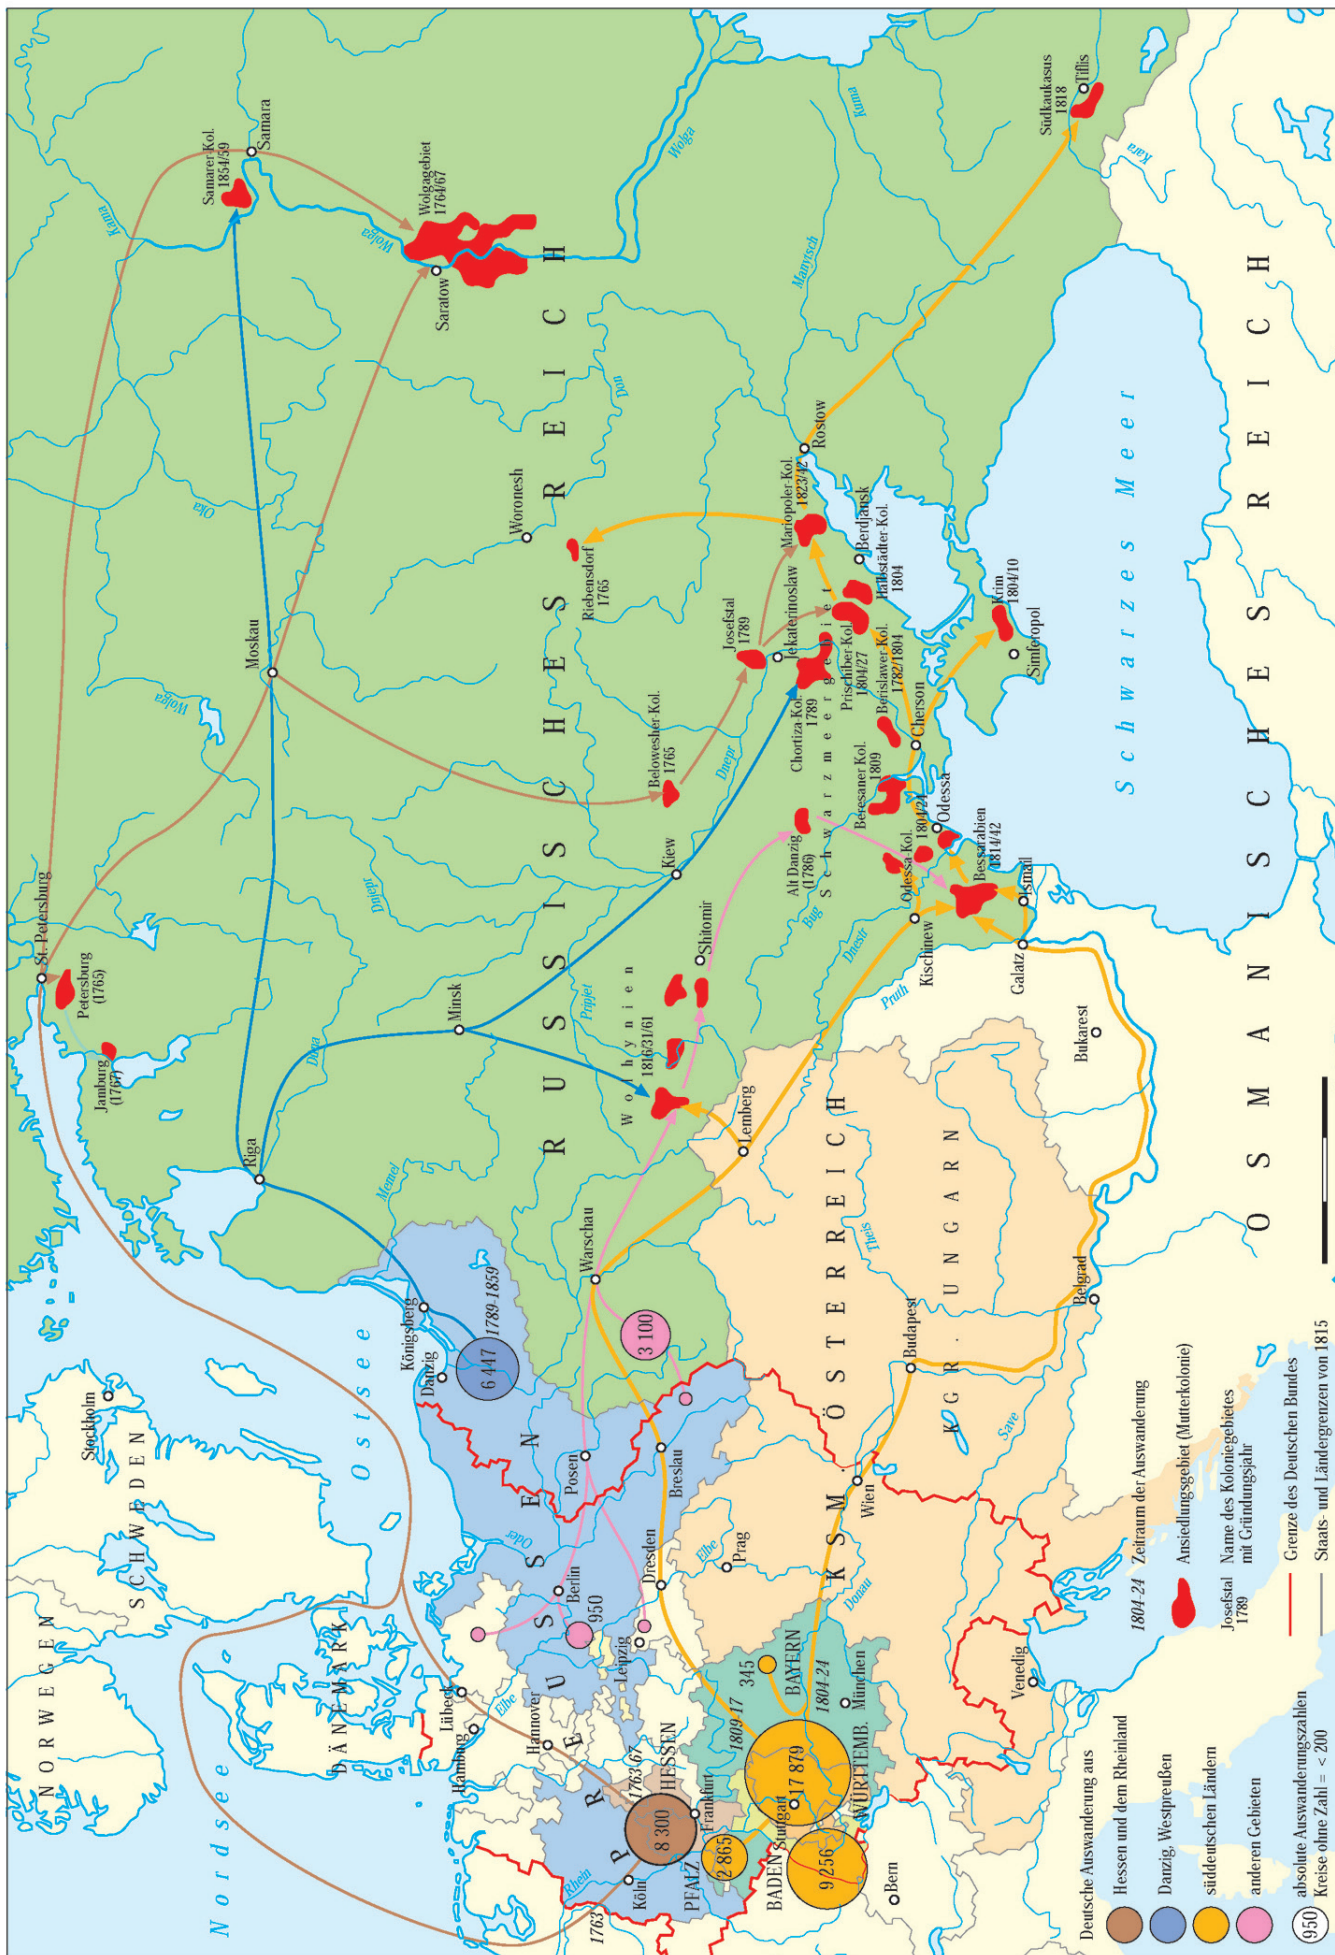 NORWEGEN
SCHWEDEN
Stockholm
Nordsee
Ostsee
DÄNEMARK
St. Petersburg
Petersburg
(1765)
Jamburg
(1767)
Riga
Düna
Memel
Moskau
Wolga
Oka
Kama
Samarer Kol.
1854/59
Samara
Wolga
Wolgagebiet
1764/67
Saratow
Wolga
Woronesh
Don
Riebensdorf
1765
Minsk
Dnjepr
Pripjet
RUSSISCHES REICH
Königsberg
Danzig
6 447
1789-1859
Lübeck
Hamburg
Elbe
Hannover
Oder
Berlin
950
Posen
Warschau
3 100
PREUSSEN
Leipzig
Dresden
Breslau
Elbe
Prag
Rhein
1763
Köln
1763/67
HESSEN
8 300
Frankfurt
PFALZ
2 865
1809-17
BADEN
Stuttgart
17 879
9 256
WÜRTTEMB.
345
BAYERN
1804-24
München
Bern
Donau
Wien
KSM. ÖSTERREICH
Budapest
KGR. UNGARN
Theis
Save
Venedig
Belgrad
Lemberg
Wolhynien
1816/31/61
Shitomir
Kiew
Belowesher-Kol.
1765
Dnepr
Josefstal
1789
Jekaterinoslaw
Chortiza-Kol.
1789
Schwarzmeergebiet
Alt Danzig
(1786)
Bug
Dnestr
Pruth
Prischiber-Kol.
1804/27
Halbstädter-Kol.
1804
Berdjansk
Mariopoler-Kol.
1823/42
Rostow
Manytsch
Kuma
Berislawer-Kol.
1782/1804
Cherson
Beresaner Kol.
1809
Odessa-Kol.
1804/24
Odessa
Bessarabien
1814/42
Ismail
Kischinew
Galatz
Bukarest
Krim
1804/10
Simferopol
Schwarzes Meer
Südkaukasus
1818
Tiflis
Kara
OSMANISCHES REICH
Deutsche Auswanderung aus
Hessen und dem Rheinland
Danzig, Westpreußen
süddeutschen Ländern
anderen Gebieten
950
absolute Auswanderungszahlen
Kreise ohne Zahl = < 200
1804-24
Zeitraum der Auswanderung
Ansiedlungsgebiet (Mutterkolonie)
Josefstal
1789
Name des Koloniegebietes
mit Gründungsjahr
Grenze des Deutschen Bundes
Staats- und Ländergrenzen von 1815